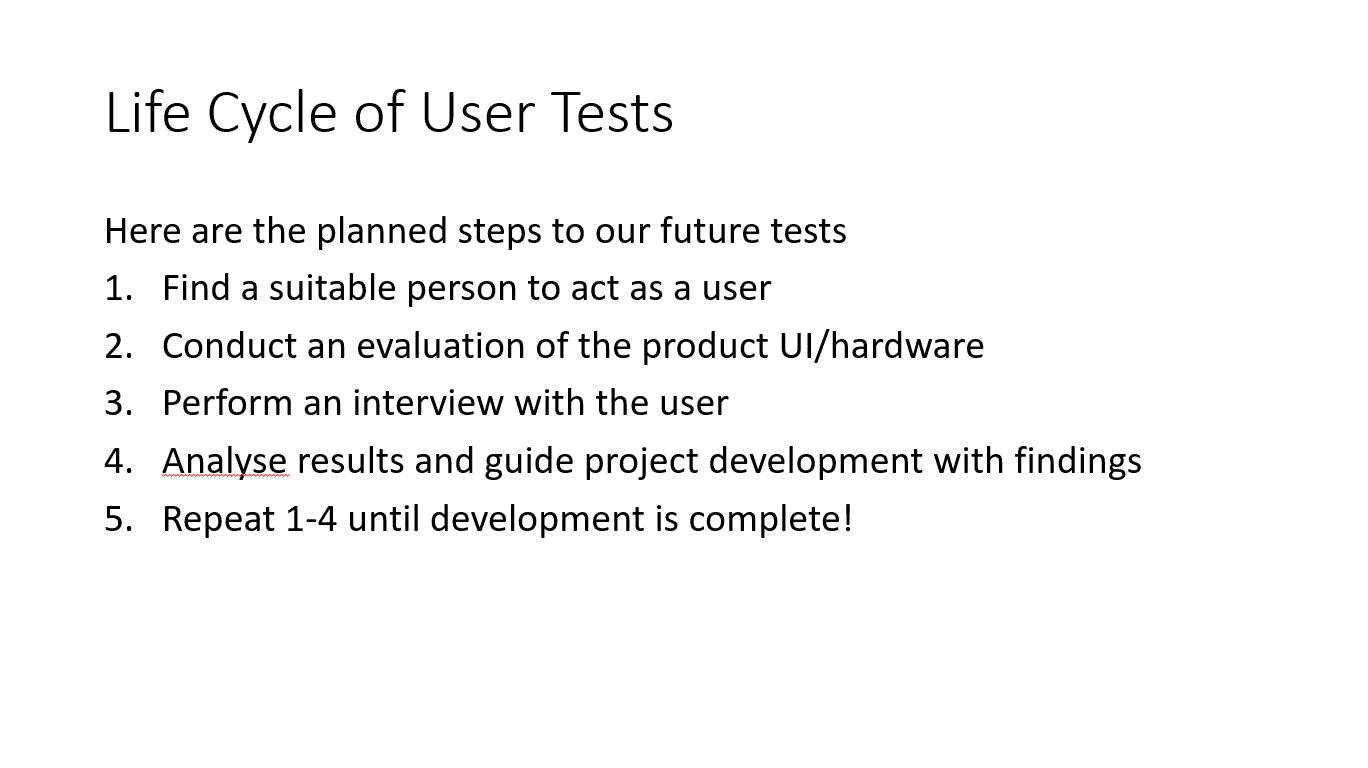 Life Cycle of User Tests
Here are the planned steps to our future tests
1. Find a suitable person to act as a user
2. Conduct an evaluation of the product UI/hardware
3. Perform an interview with the user
4. Analyse results and guide project development with findings
5. Repeat 1-4 until development is complete!